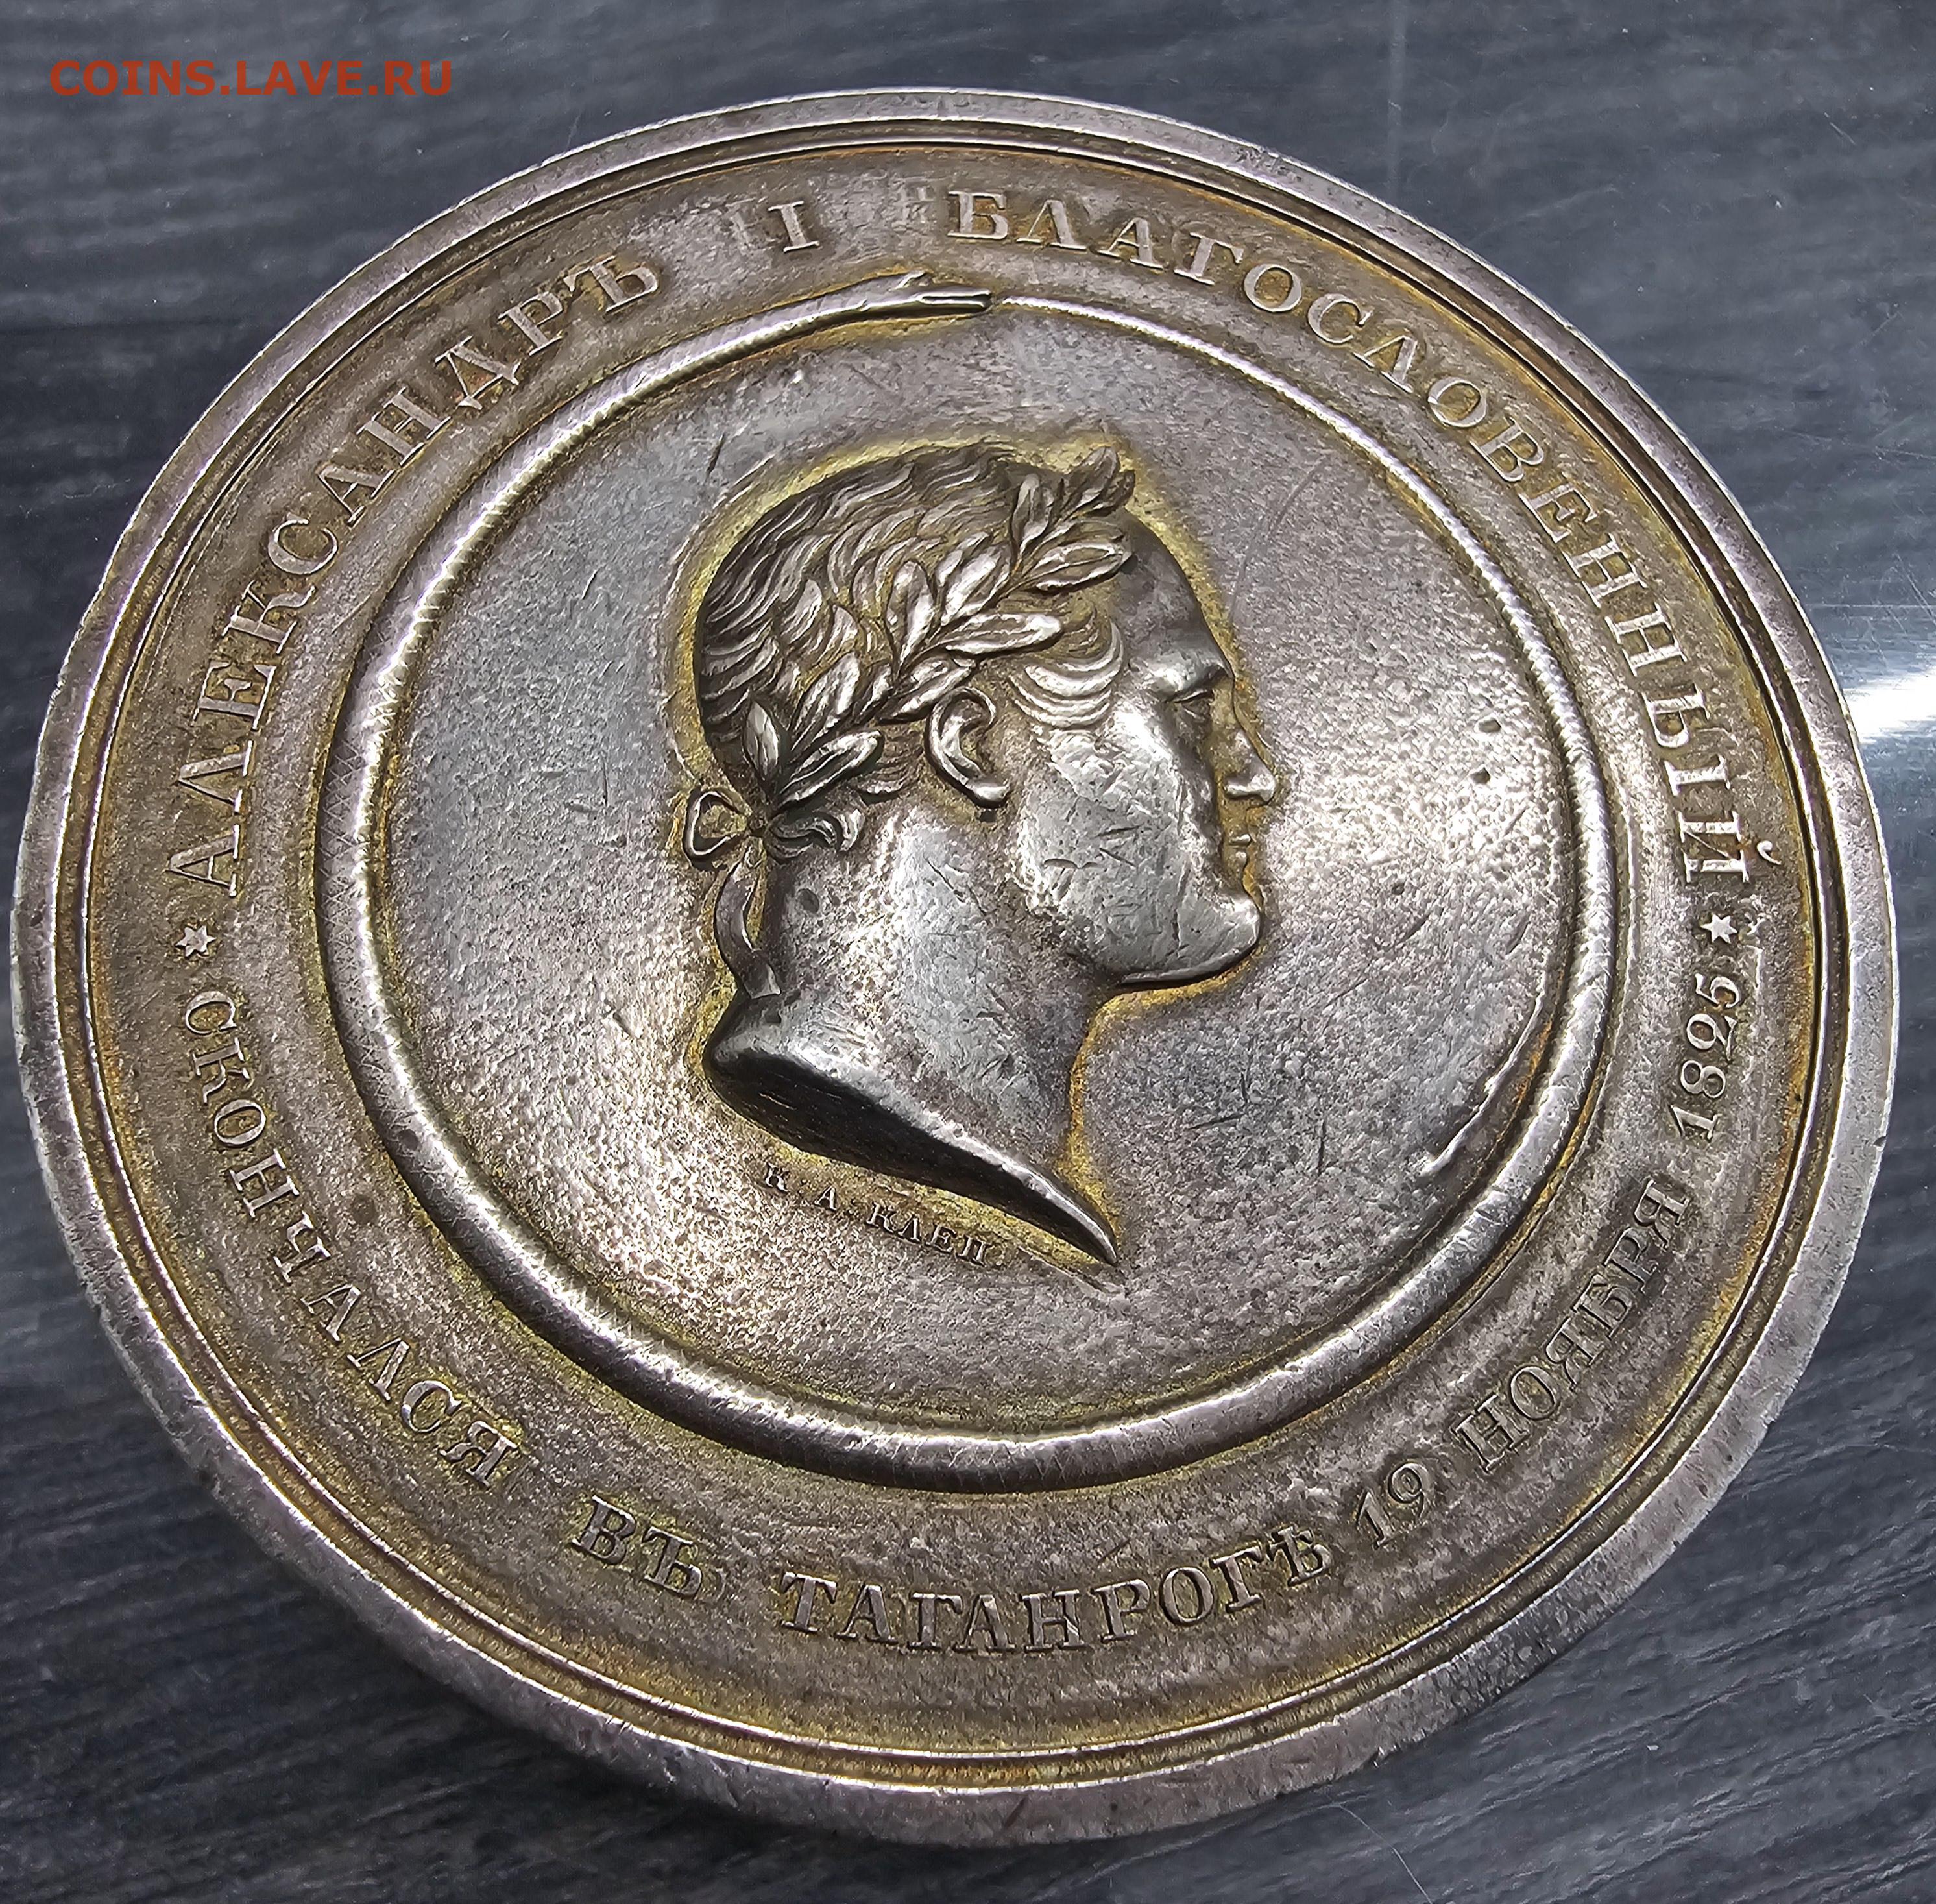 COINS.LAVE.RU
АЛЕКСАНДРЪ I БЛАГОСЛОВЕННЫЙ
СКОНЧАЛСЯ ВЪ ТАГАНРОГѢ 19 НОЯБРЯ 1825
К. А. КЛЕП.